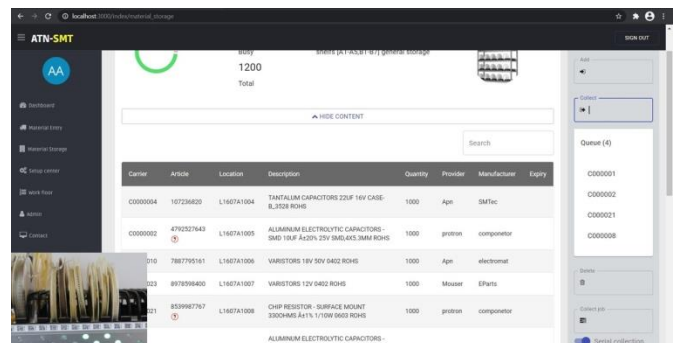 localhost:3000/index/material_storage
ATN-SMT
SIGN OUT
AA
Dashboard
Material Entry
Material Storage
Setup center
Work floor
Admin
Contact
Busy
1200
Total
shelfs [A1-A5,B1-B7] general storage
HIDE CONTENT
Search
Carrier Article Location Description Quantity Provider Manufacturer Expiry
C0000004 107236820 L1607A1004 TANTALUM CAPACITORS 22UF 16V CASE-B_3528 ROHS 1000 Apn SMTec
C0000002 4792527643 L1607A1005 ALUMINUM ELECTROLYTIC CAPACITORS - SMD 10UF Å±20% 25V SMD,4X5.3MM ROHS 1000 protron componetor
010 7887795161 L1607A1006 VARISTORS 18V 50V 0402 ROHS 1000 Apn electromat
023 8978598400 L1607A1007 VARISTORS 12V 0402 ROHS 1000 Mouser EParts
021 8539987767 L1607A1008 CHIP RESISTOR - SURFACE MOUNT 330OHMS Å±1% 1/10W 0603 ROHS 1000 protron componetor
ALUMINUM ELECTROLYTIC CAPACITORS -
Add
Collect
Queue (4)
C000001
C000002
C000021
C000008
Delete
Collect job
Serial collection